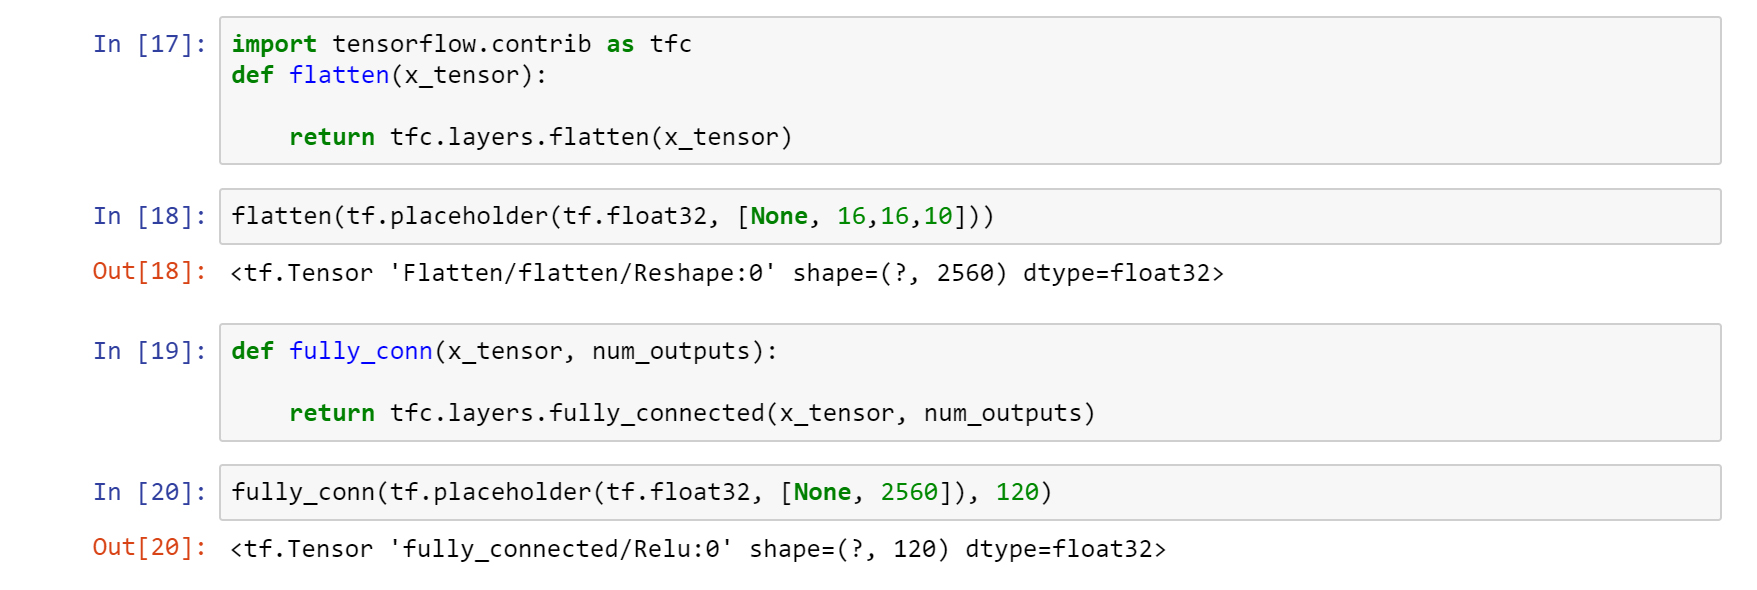 In [17]: import tensorflow.contrib as tfc
def flatten(x_tensor):
return tfc.layers.flatten(x_tensor)
In [18]: flatten(tf.placeholder(tf.float32, [None, 16,16,10]))
Out[18]: <tf.Tensor 'Flatten/flatten/Reshape:0' shape=(?, 2560) dtype=float32>
In [19]: def fully_conn(x_tensor, num_outputs):
return tfc.layers.fully_connected(x_tensor, num_outputs)
In [20]: fully_conn(tf.placeholder(tf.float32, [None, 2560]), 120)
Out[20]: <tf.Tensor 'fully_connected/Relu:0' shape=(?, 120) dtype=float32>